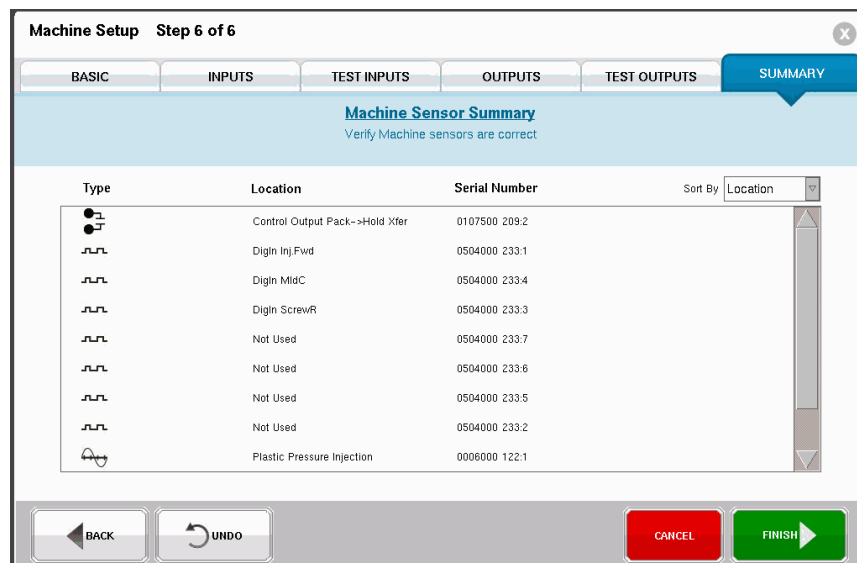 Machine Setup Step 6 of 6
X
BASIC INPUTS TEST INPUTS OUTPUTS TEST OUTPUTS SUMMARY
Machine Sensor Summary
Verify Machine sensors are correct
Type Location Serial Number Sort By Location
Control Output Pack->Hold Xfer 0107500 209:2
DigIn Inj.Fwd 0504000 233:1
DigIn MldC 0504000 233:4
DigIn ScrewR 0504000 233:3
Not Used 0504000 233:7
Not Used 0504000 233:6
Not Used 0504000 233:5
Not Used 0504000 233:2
Plastic Pressure Injection 0006000 122:1
BACK UNDO CANCEL FINISH